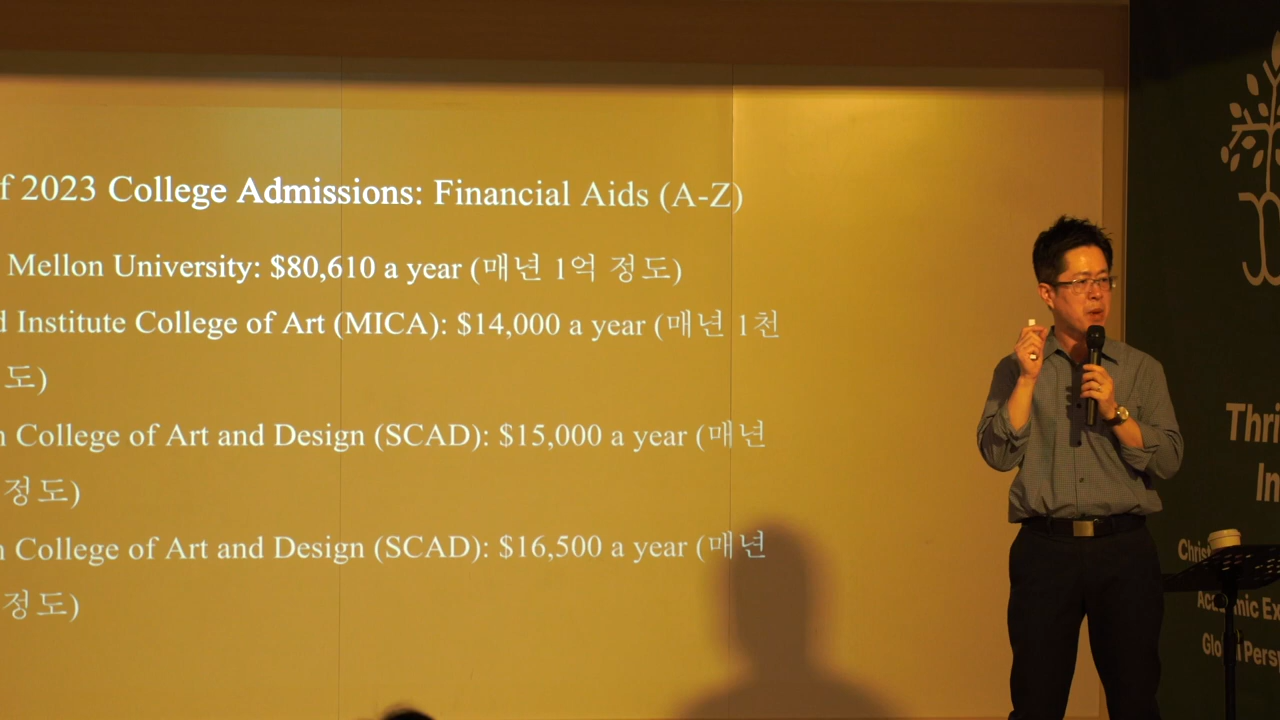 f 2023 College Admissions: Financial Aids (A-Z)
Mellon University: $80,610 a year (매년 1억 정도)
d Institute College of Art (MICA): $14,000 a year (매년 1천
도)
n College of Art and Design (SCAD): $15,000 a year (매년
정도)
n College of Art and Design (SCAD): $16,500 a year (매년
정도)
Thri
In
Christ
Academic Ex
Global Persp